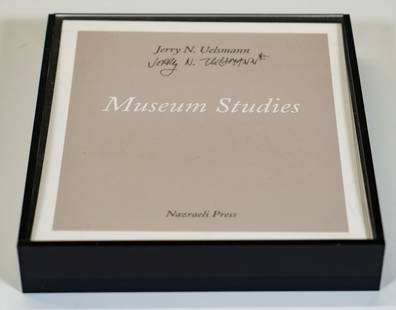 Jerry N. Uelsmann
JERRY N. UELSMANN
Museum Studies
Nazraeli Press